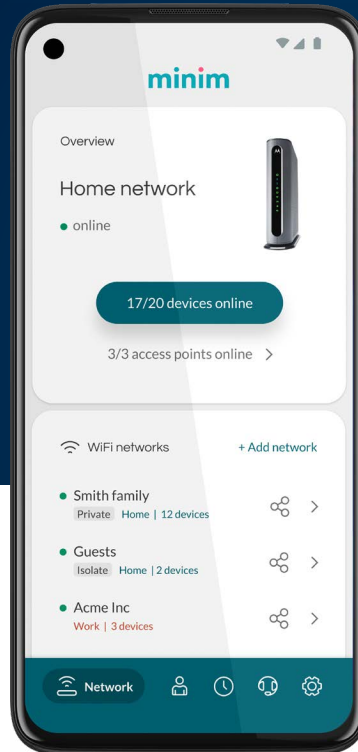 minim
Overview
Home network
online
17/20 devices online
3/3 access points online >
WiFi networks
+ Add network
Smith family
Private Home | 12 devices
Guests
Isolate Home | 2 devices
Acme Inc
Work | 3 devices
Network